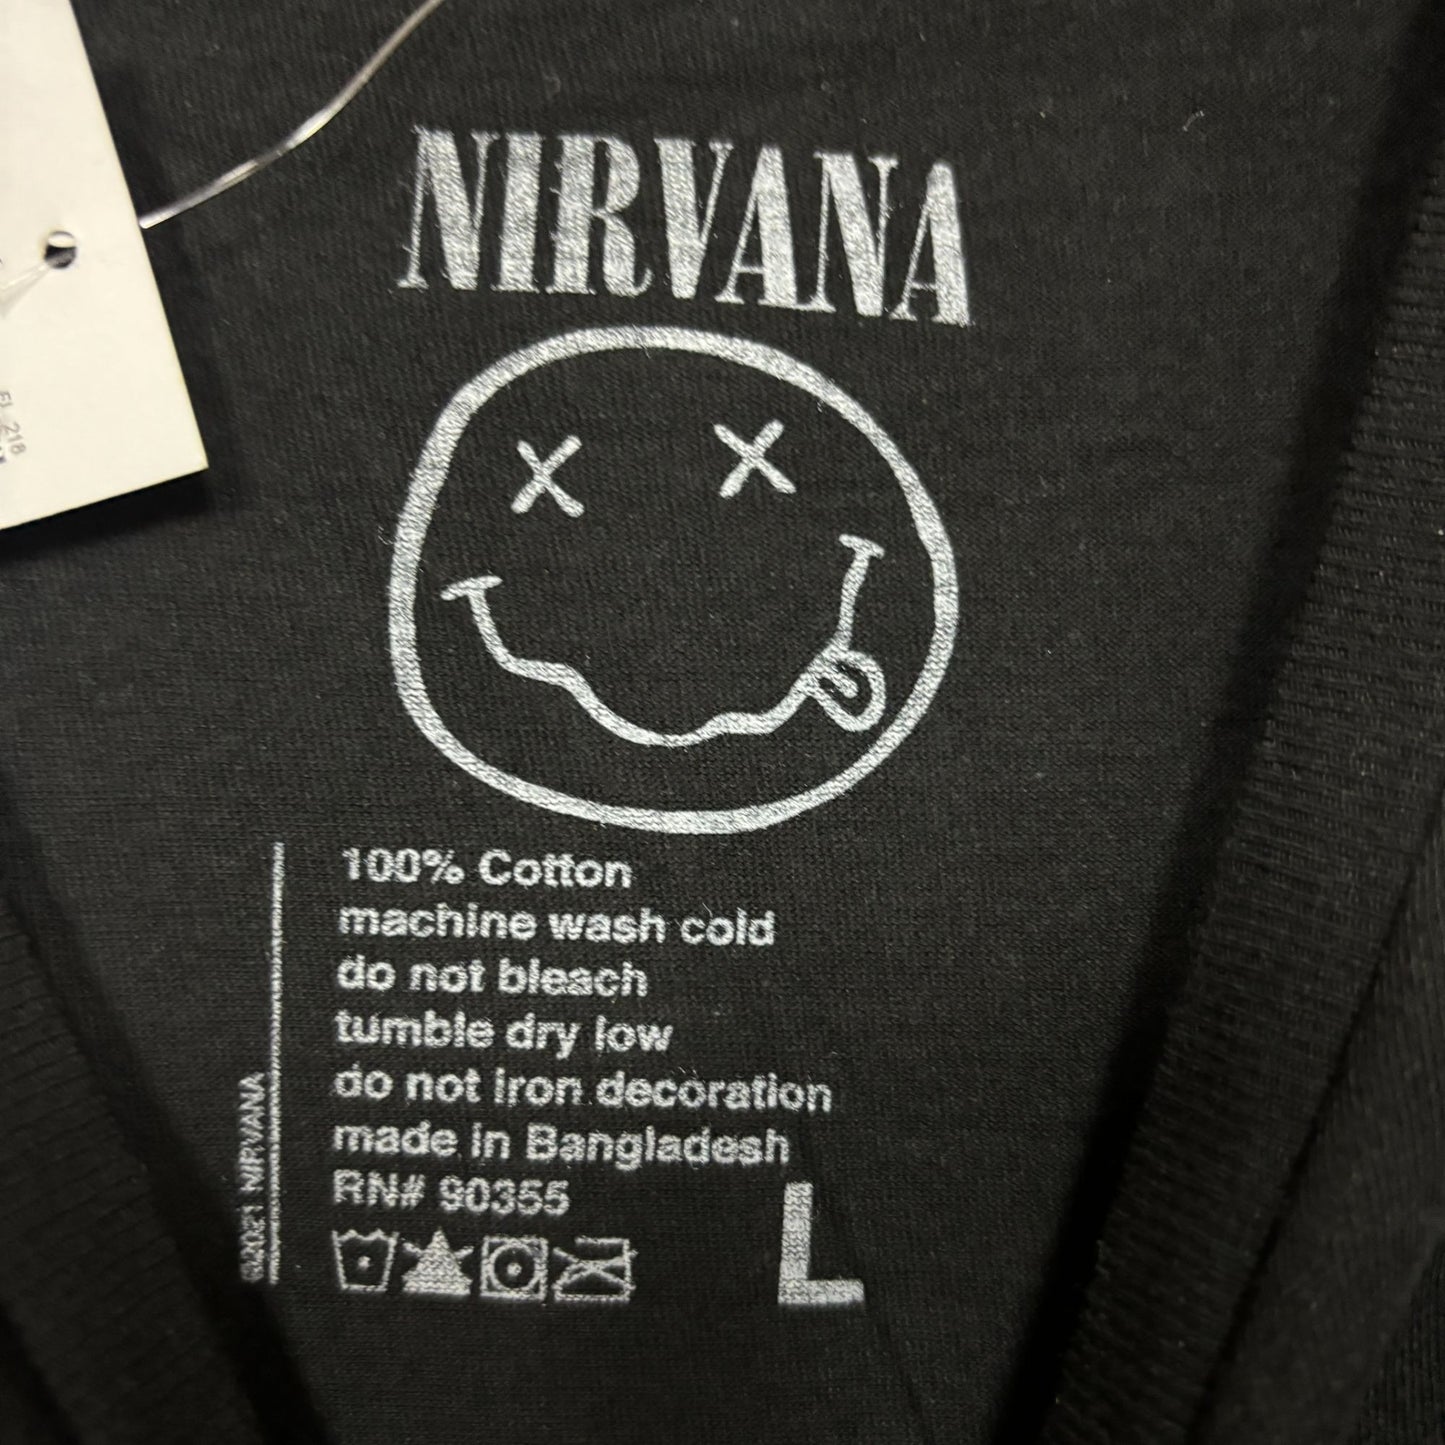 NIRVANA
100% Cotton
machine wash cold
do not bleach
tumble dry low
do not iron decoration
made in Bangladesh
RN# 90355
L
©2021 NIRVANA
218